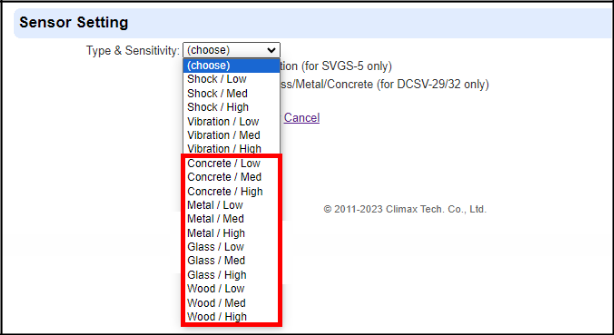 Sensor Setting
Type & Sensitivity: (choose)
(choose)
tion (for SVGS-5 only)
Shock / Low
ss/Metal/Concrete (for DCSV-29/32 only)
Shock / Med
Shock / High
Vibration / Low
Cancel
Vibration / Med
Vibration / High
Concrete / Low
Concrete / Med
Concrete / High
Metal / Low
© 2011-2023 Climax Tech. Co., Ltd.
Metal / Med
Metal / High
Glass / Low
Glass / Med
Glass / High
Wood / Low
Wood / Med
Wood / High